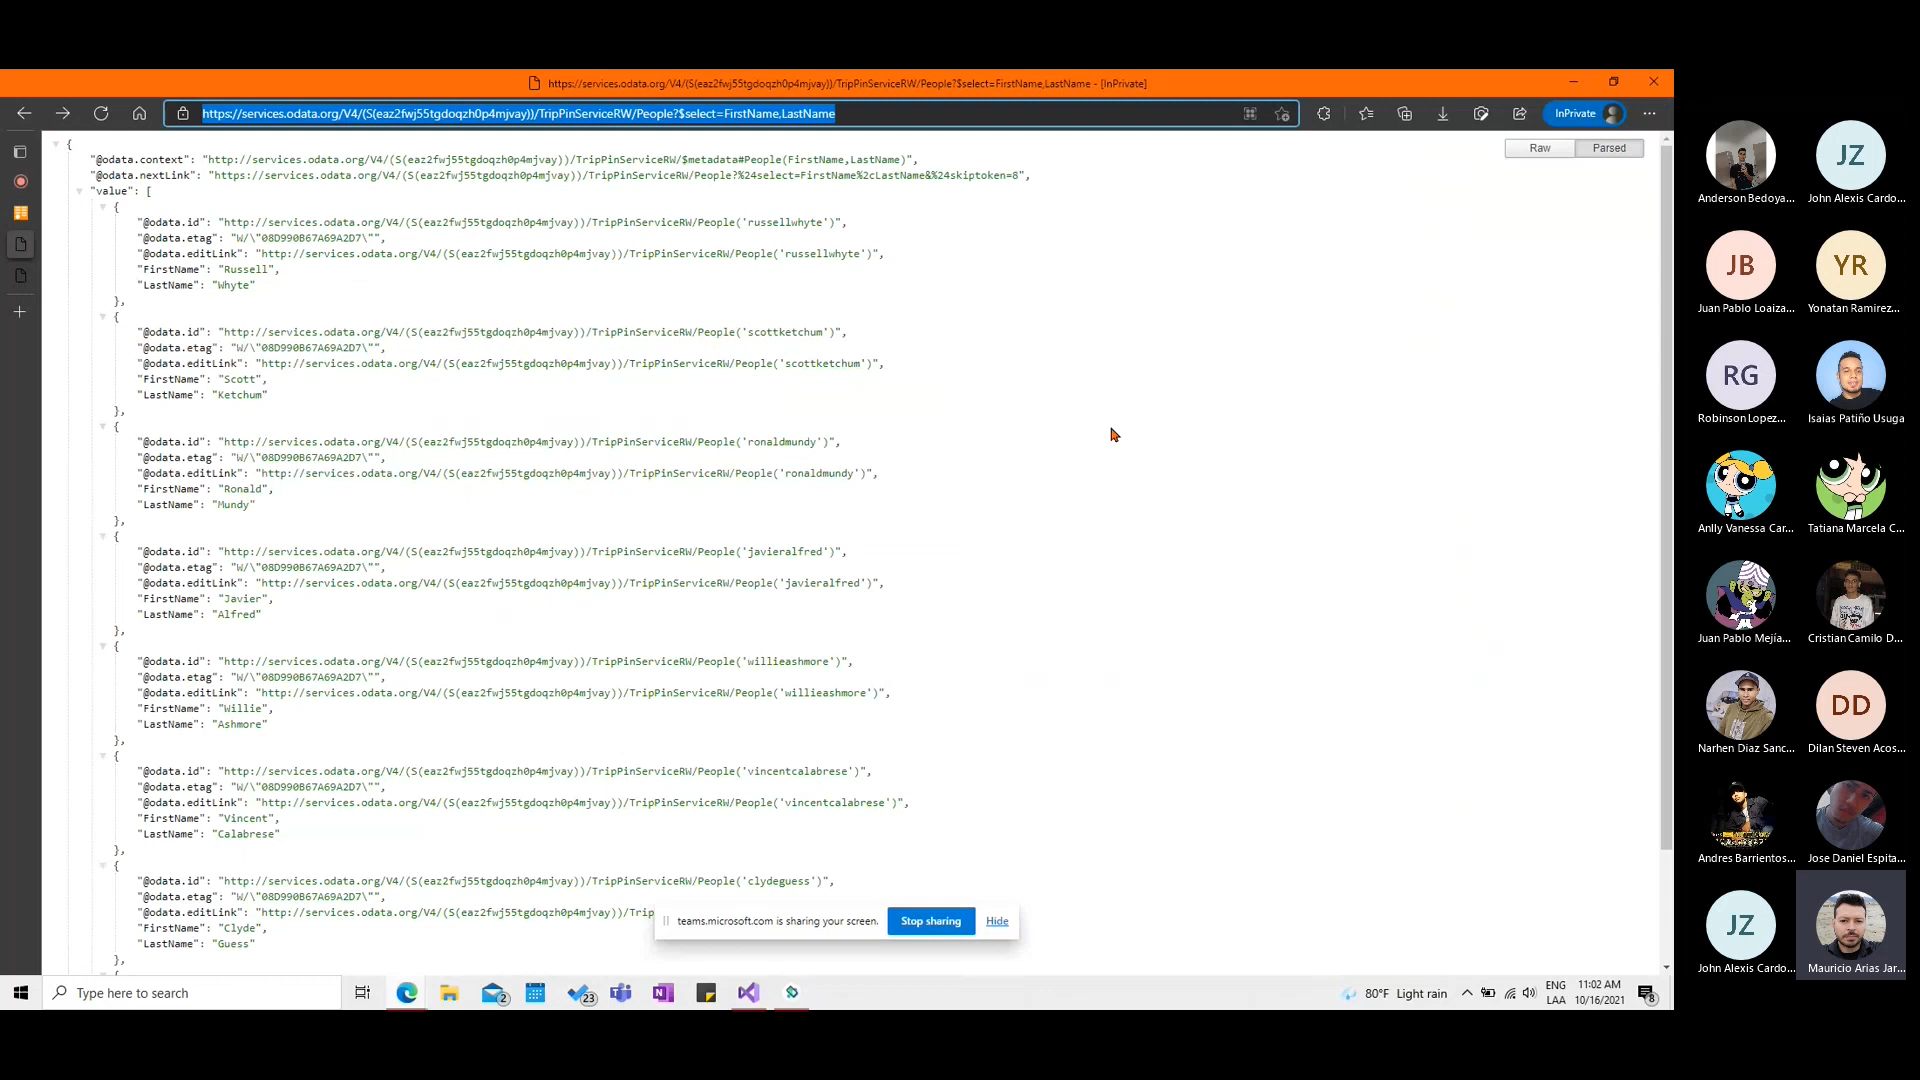 https://services.odata.org/V4/(S(eaz2fwj55tgdoqzh0p4mjvay))/TripPinServiceRW/People?$select=FirstName,LastName - [InPrivate]
https://services.odata.org/V4/(S(eaz2fwj55tgdoqzh0p4mjvay))/TripPinServiceRW/People?$select=FirstName,LastName
InPrivate
Raw
Parsed
{
"@odata.context": "http://services.odata.org/V4/(S(eaz2fwj55tgdoqzh0p4mjvay))/TripPinServiceRW/$metadata#People(FirstName,LastName)",
"@odata.nextLink": "https://services.odata.org/V4/(S(eaz2fwj55tgdoqzh0p4mjvay))/TripPinServiceRW/People?%24select=FirstName%2cLastName&%24skiptoken=8",
"value": [
{
"@odata.id": "http://services.odata.org/V4/(S(eaz2fwj55tgdoqzh0p4mjvay))/TripPinServiceRW/People('russellwhyte')",
"@odata.etag": "W/\"08D990B67A69A2D7\"",
"@odata.editLink": "http://services.odata.org/V4/(S(eaz2fwj55tgdoqzh0p4mjvay))/TripPinServiceRW/People('russellwhyte')",
"FirstName": "Russell",
"LastName": "Whyte"
},
{
"@odata.id": "http://services.odata.org/V4/(S(eaz2fwj55tgdoqzh0p4mjvay))/TripPinServiceRW/People('scottketchum')",
"@odata.etag": "W/\"08D990B67A69A2D7\"",
"@odata.editLink": "http://services.odata.org/V4/(S(eaz2fwj55tgdoqzh0p4mjvay))/TripPinServiceRW/People('scottketchum')",
"FirstName": "Scott",
"LastName": "Ketchum"
},
{
"@odata.id": "http://services.odata.org/V4/(S(eaz2fwj55tgdoqzh0p4mjvay))/TripPinServiceRW/People('ronaldmundy')",
"@odata.etag": "W/\"08D990B67A69A2D7\"",
"@odata.editLink": "http://services.odata.org/V4/(S(eaz2fwj55tgdoqzh0p4mjvay))/TripPinServiceRW/People('ronaldmundy')",
"FirstName": "Ronald",
"LastName": "Mundy"
},
{
"@odata.id": "http://services.odata.org/V4/(S(eaz2fwj55tgdoqzh0p4mjvay))/TripPinServiceRW/People('javieralfred')",
"@odata.etag": "W/\"08D990B67A69A2D7\"",
"@odata.editLink": "http://services.odata.org/V4/(S(eaz2fwj55tgdoqzh0p4mjvay))/TripPinServiceRW/People('javieralfred')",
"FirstName": "Javier",
"LastName": "Alfred"
},
{
"@odata.id": "http://services.odata.org/V4/(S(eaz2fwj55tgdoqzh0p4mjvay))/TripPinServiceRW/People('willieashmore')",
"@odata.etag": "W/\"08D990B67A69A2D7\"",
"@odata.editLink": "http://services.odata.org/V4/(S(eaz2fwj55tgdoqzh0p4mjvay))/TripPinServiceRW/People('willieashmore')",
"FirstName": "Willie",
"LastName": "Ashmore"
},
{
"@odata.id": "http://services.odata.org/V4/(S(eaz2fwj55tgdoqzh0p4mjvay))/TripPinServiceRW/People('vincentcalabrese')",
"@odata.etag": "W/\"08D990B67A69A2D7\"",
"@odata.editLink": "http://services.odata.org/V4/(S(eaz2fwj55tgdoqzh0p4mjvay))/TripPinServiceRW/People('vincentcalabrese')",
"FirstName": "Vincent",
"LastName": "Calabrese"
},
{
"@odata.id": "http://services.odata.org/V4/(S(eaz2fwj55tgdoqzh0p4mjvay))/TripPinServiceRW/People('clydeguess')",
"@odata.etag": "W/\"08D990B67A69A2D7\"",
"@odata.editLink": "http://services.odata.org/V4/(S(eaz2fwj55tgdoqzh0p4mjvay))/Trip
"FirstName": "Clyde",
"LastName": "Guess"
},
{
teams.microsoft.com is sharing your screen.
Stop sharing
Hide
Type here to search
2
23
80°F Light rain
ENG
LAA
11:02 AM
10/16/2021
8
Anderson Bedoya...
JZ
John Alexis Cardo...
JB
Juan Pablo Loaiza...
YR
Yonatan Ramirez...
RG
Robinson Lopez...
Isaias Patiño Usuga
Anlly Vanessa Car...
Tatiana Marcela C...
Juan Pablo Mejía...
Cristian Camilo D...
Narhen Diaz Sanc...
DD
Dilan Steven Acos...
Andres Barrientos...
Jose Daniel Espita...
JZ
John Alexis Cardo...
Mauricio Arias Jar...